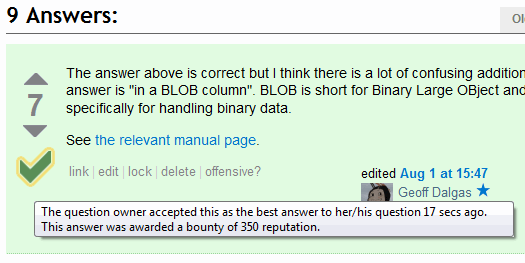 9 Answers:
Ol
7
The answer above is correct but I think there is a lot of confusing addition
answer is "in a BLOB column". BLOB is short for Binary Large OBject and
specifically for handling binary data.
See the relevant manual page.
link | edit | lock | delete | offensive?
edited Aug 1 at 15:47
Geoff Dalgas ★
The question owner accepted this as the best answer to her/his question 17 secs ago.
This answer was awarded a bounty of 350 reputation.